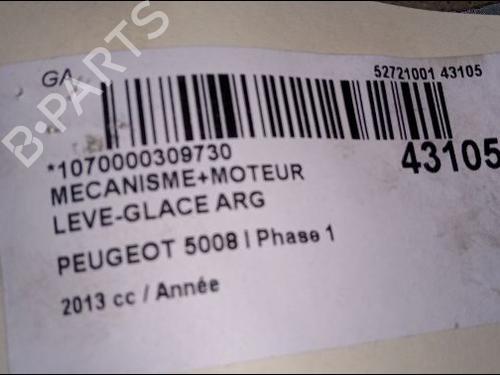 GA
52721001 43105
*1070000309730
43105
MECANISME+MOTEUR
LEVE-GLACE ARG
PEUGEOT 5008 I Phase 1
2013 cc / Année
B-PARTS